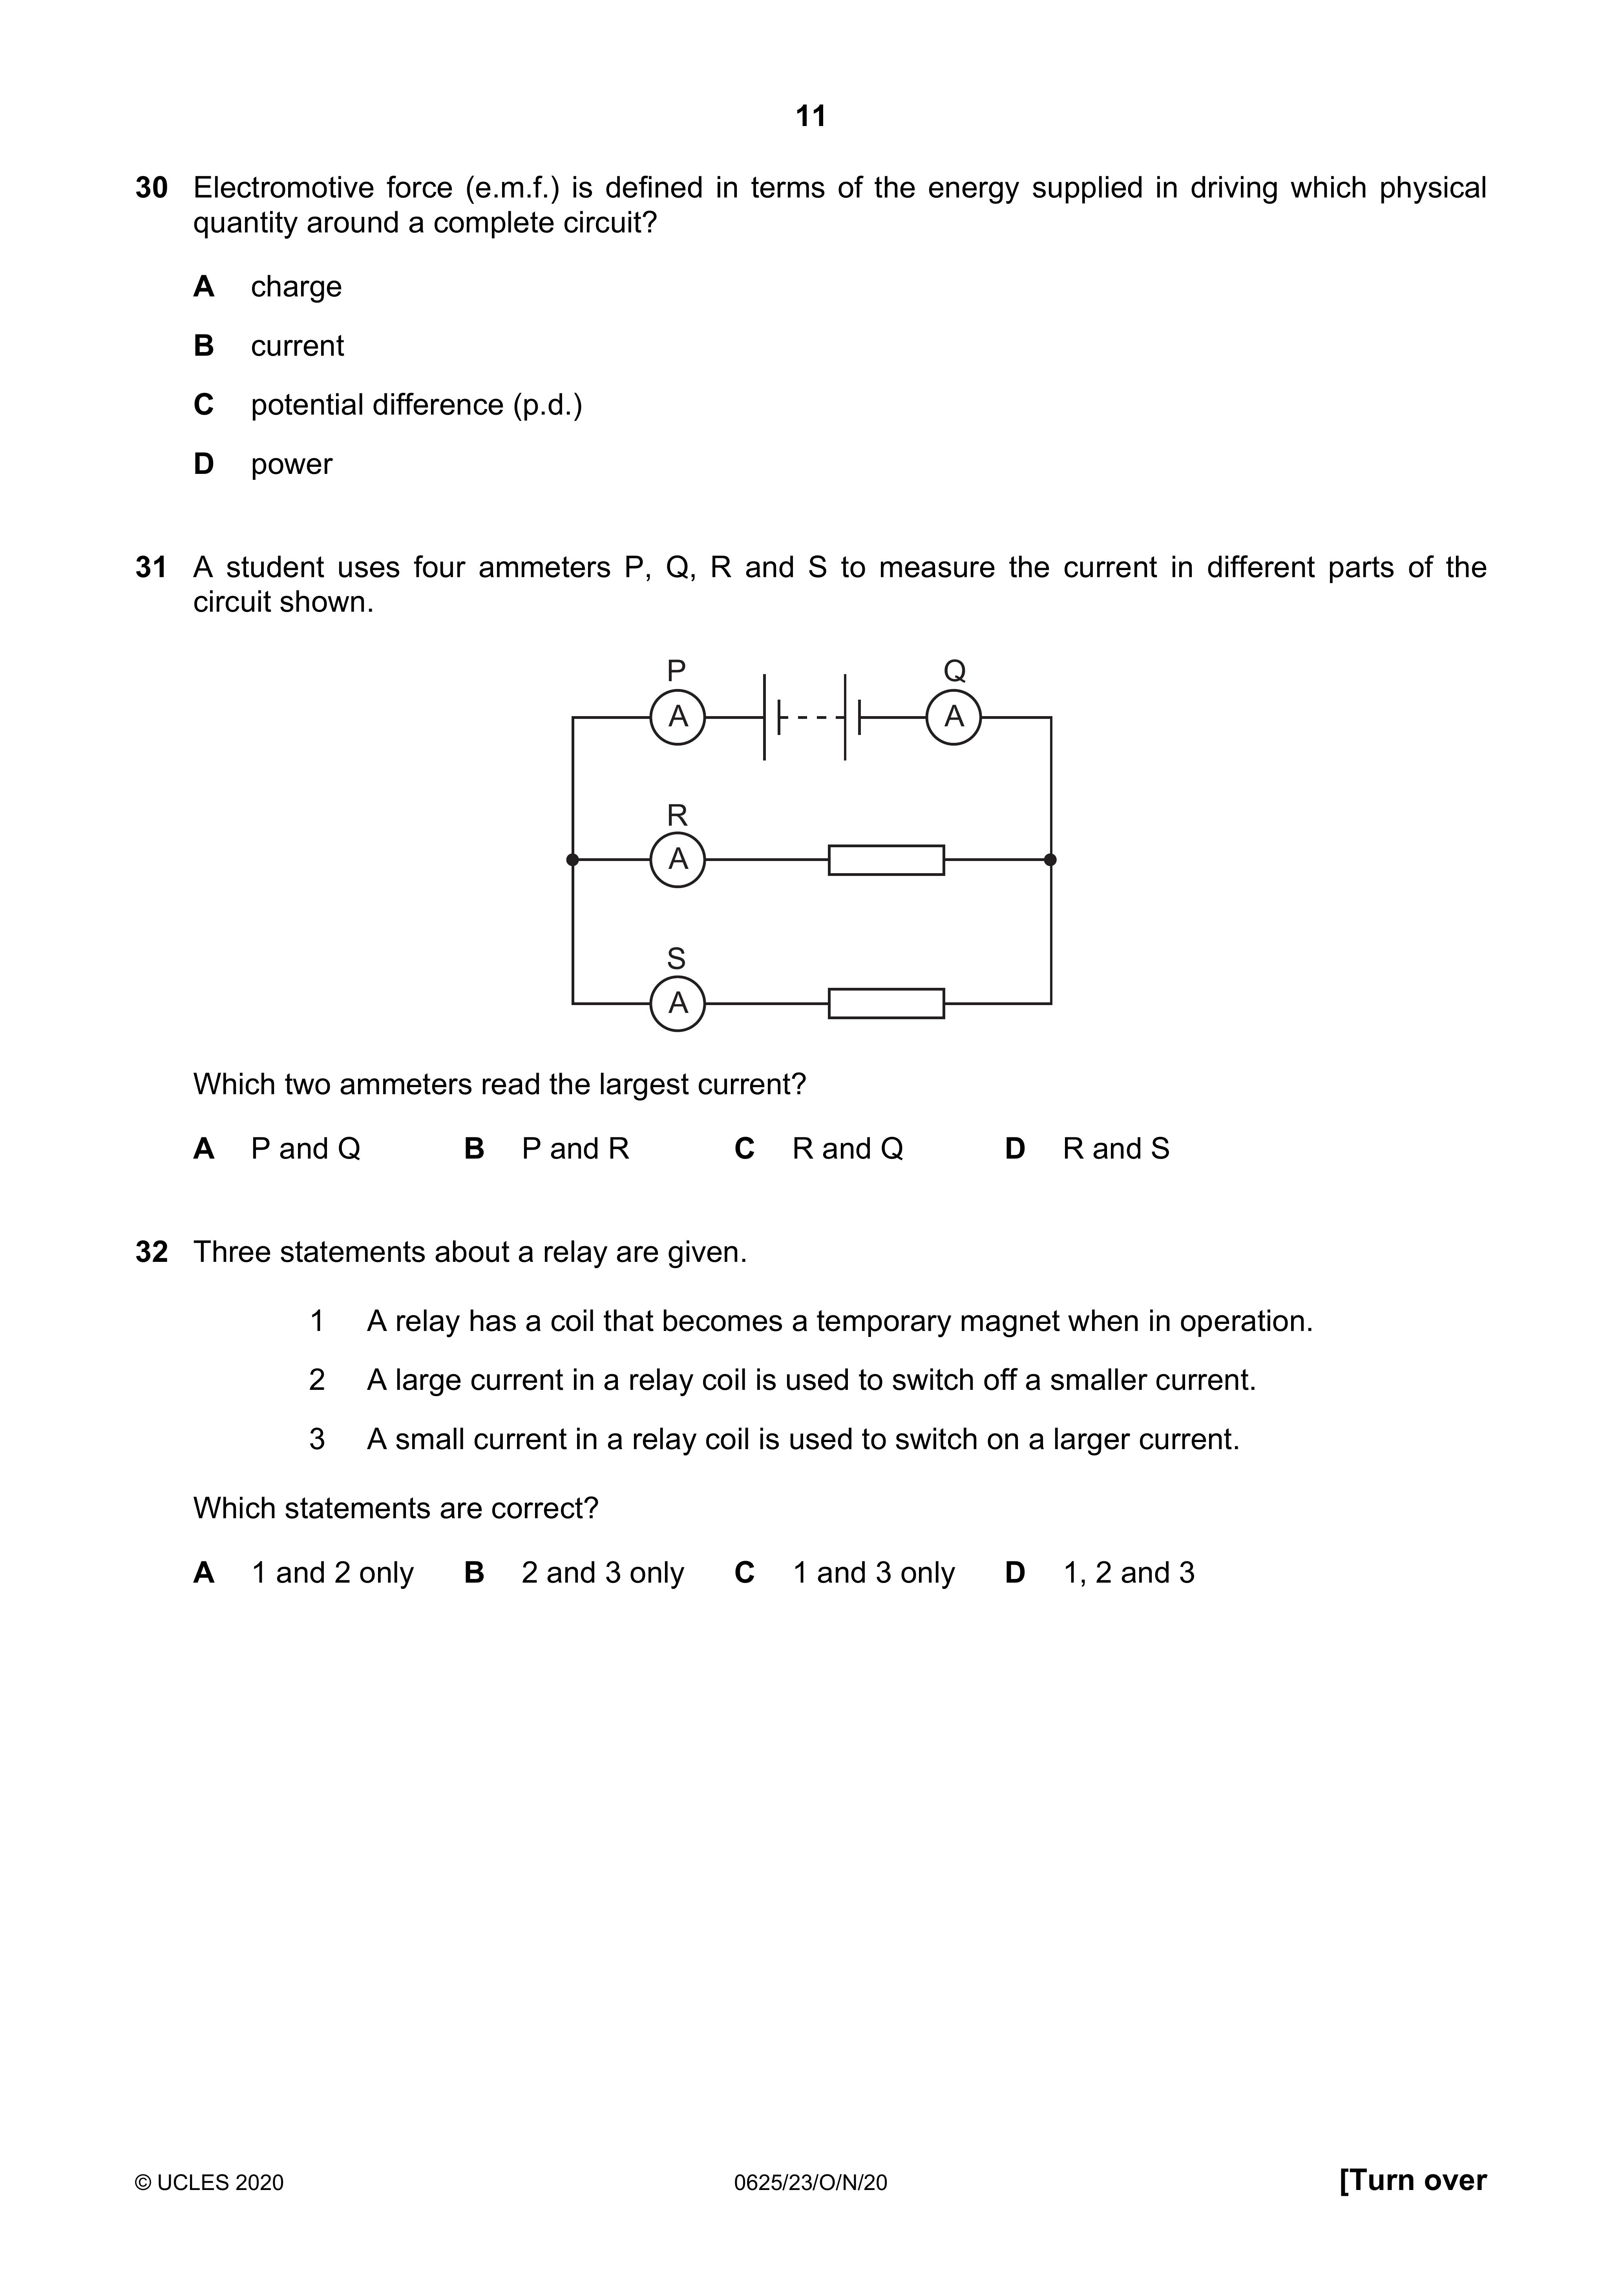 11
30 Electromotive force (e.m.f.) is defined in terms of the energy supplied in driving which physical
quantity around a complete circuit?
A charge
B current
C potential difference (p.d.)
D power
31 A student uses four ammeters P, Q, R and S to measure the current in different parts of the
circuit shown.
P Q
A A
R
A
S
A
Which two ammeters read the largest current?
A P and Q B P and R C R and Q D R and S
32 Three statements about a relay are given.
1 A relay has a coil that becomes a temporary magnet when in operation.
2 A large current in a relay coil is used to switch off a smaller current.
3 A small current in a relay coil is used to switch on a larger current.
Which statements are correct?
A 1 and 2 only B 2 and 3 only C 1 and 3 only D 1, 2 and 3
© UCLES 2020 0625/23/O/N/20 [Turn over